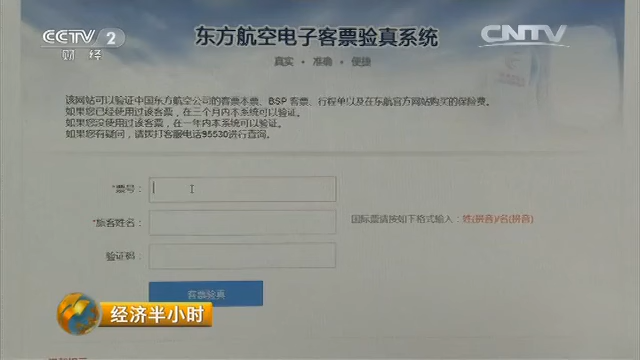 CCTV 2
财 经
CNTV
东方航空电子客票验真系统
真实 · 准确 · 便捷
该网站可以验证中国东方航空公司的客票本票、BSP 客票、行程单以及在东航官方网站购买的保险费。
如果您已经使用过该客票，在三个月内本系统可以验证。
如果您没使用过该客票，在一年内本系统可以验证。
如果您有疑问，请拨打客服电话95530进行查询。
*票号：
*旅客姓名：
国际票请按如下格式输入：姓(拼音)/名(拼音)
验证码：
客票验真
经济半小时